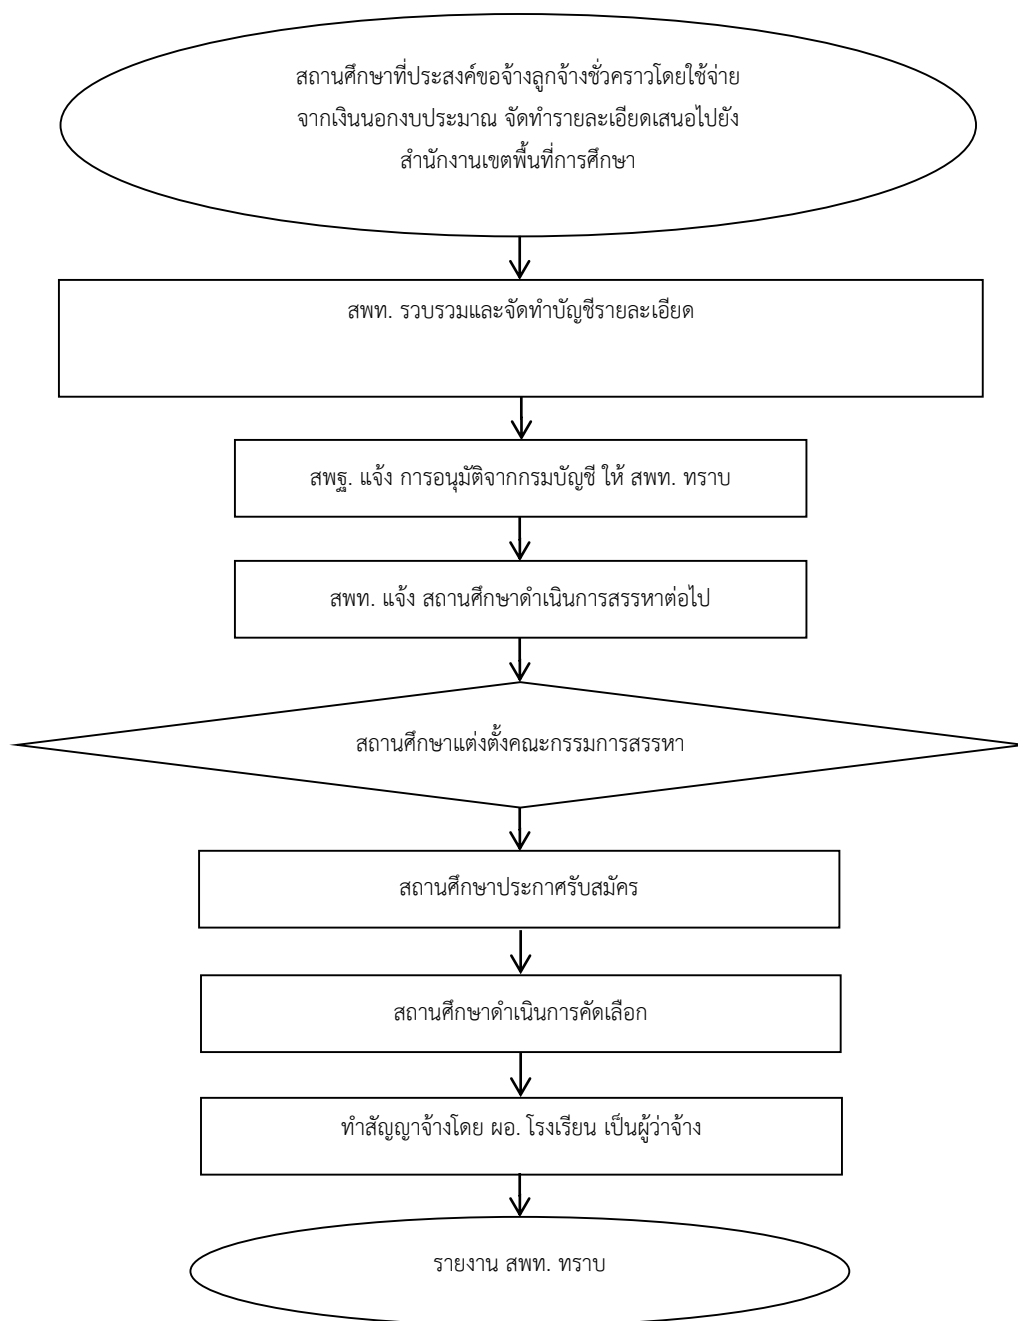 สถานศึกษาที่ประสงค์ขอจ้างลูกจ้างชั่วคราวโดยใช้จ่าย
จากเงินนอกงบประมาณ จัดทำรายละเอียดเสนอไปยัง
สำนักงานเขตพื้นที่การศึกษา
สพท. รวบรวมและจัดทำบัญชีรายละเอียด
สพฐ. แจ้ง การอนุมัติจากกรมบัญชี ให้ สพท. ทราบ
สพท. แจ้ง สถานศึกษาดำเนินการสรรหาต่อไป
สถานศึกษาแต่งตั้งคณะกรรมการสรรหา
สถานศึกษาประกาศรับสมัคร
สถานศึกษาดำเนินการคัดเลือก
ทำสัญญาจ้างโดย ผอ. โรงเรียน เป็นผู้ว่าจ้าง
รายงาน สพท. ทราบ